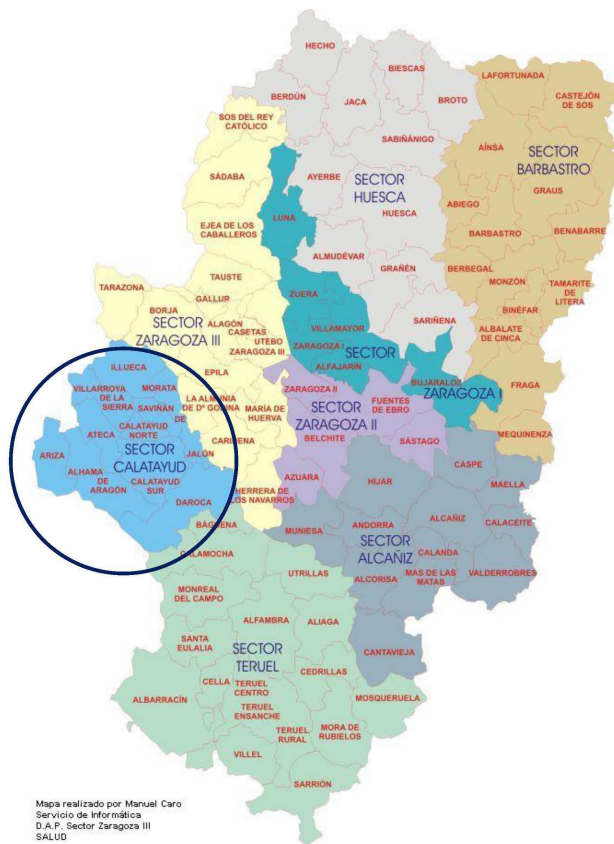 HECHO
BIESCAS
LAFORTUNADA
BERDÚN
JACA
BROTO
CASTEJÓN
DE SOS
SOS DEL REY
CATÓLICO
SABIÑÁNIGO
AÍNSA
SECTOR
BARBASTRO
SÁDABA
AYERBE
SECTOR
HUESCA
GRAUS
LUNA
HUESCA
ABIEGO
EJEA DE LOS
CABALLEROS
BARBASTRO
BENABARRE
ALMUDÉVAR
GRAÑÉN
BERBEGAL
TAUSTE
MONZÓN
TAMARITE
DE
LITERA
TARAZONA
GALLUR
ZUERA
BORJA
BINÉFAR
ALAGÓN
SARIÑENA
ALBALATE
DE CINCA
SECTOR
ZARAGOZA III
CASETAS
UTEBO
ZARAGOZA III
VILLAMAYOR
ZARAGOZA I
SECTOR
ZARAGOZA I
ALFAJARÍN
ILLUECA
EPILA
BUJARALOZ
FRAGA
VILLARROYA
DE LA
SIERRA
MORATA
DE
JALÓN
ZARAGOZA II
SECTOR
ZARAGOZA II
FUENTES
DE EBRO
LA ALMUNIA
DE Dª GODINA
MARÍA DE
HUERVA
SAVIÑÁN
MEQUINENZA
ATECA
CALATAYUD
NORTE
CARIÑENA
BELCHITE
SÁSTAGO
SECTOR
CALATAYUD
ARIZA
CASPE
ALHAMA
DE
ARAGÓN
CALATAYUD
SUR
AZUARA
HIJAR
MAELLA
HERRERA DE
LOS NAVARROS
DAROCA
BÁGUENA
MUNIESA
ANDORRA
ALCAÑIZ
CALACEITE
SECTOR
ALCAÑIZ
CALAMOCHA
CALANDA
UTRILLAS
ALCORISA
MAS DE LAS
MATAS
VALDERROBRES
MONREAL
DEL CAMPO
ALFAMBRA
ALIAGA
SANTA
EULALIA
SECTOR
TERUEL
CANTAVIEJA
CEDRILLAS
CELLA
TERUEL
CENTRO
ALBARRACÍN
MOSQUERUELA
TERUEL
ENSANCHE
TERUEL
RURAL
MORA DE
RUBIELOS
VILLEL
SARRIÓN
Mapa realizado por Manuel Caro
Servicio de Informática
D.A.P. Sector Zaragoza III
SALUD